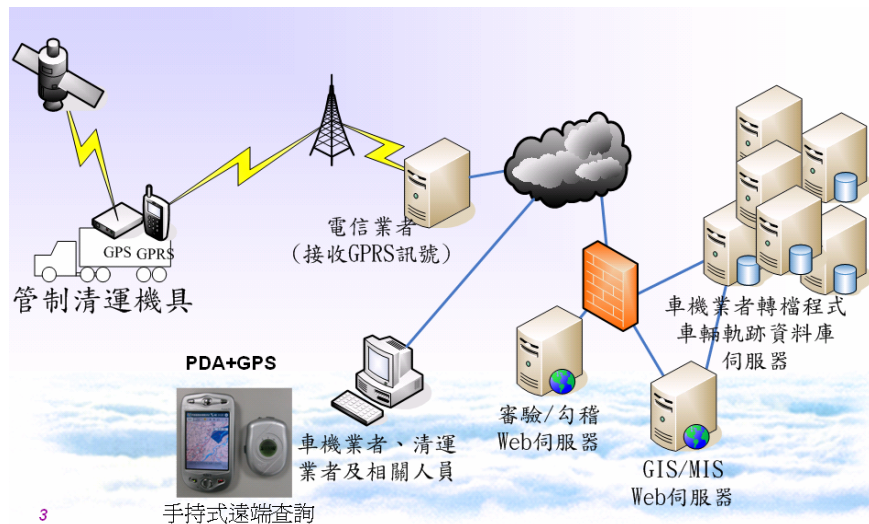 GPS GPRS
管制清運機具
電信業者
(接收GPRS訊號)
車機業者轉檔程式
車輛軌跡資料庫
伺服器
PDA+GPS
車機業者、清運
業者及相關人員
審驗/勾稽
Web伺服器
GIS/MIS
Web伺服器
手持式遠端查詢
3